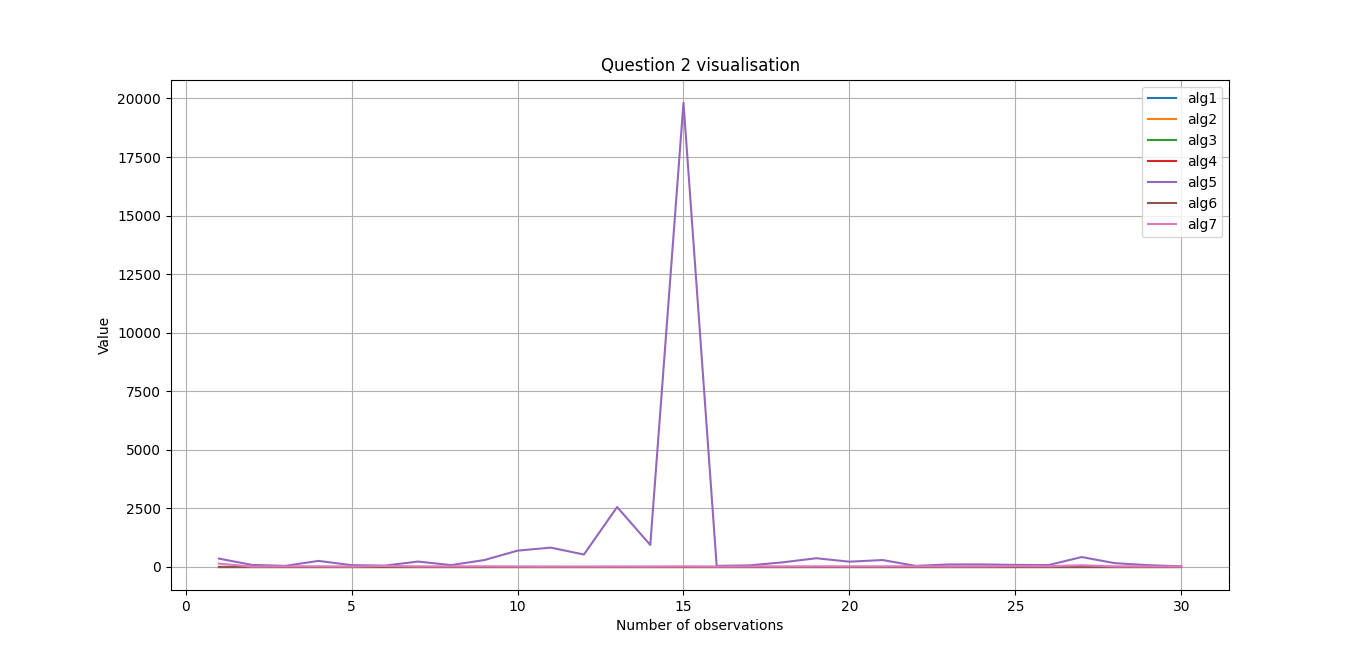 Question 2 visualisation
20000
17500
15000
12500
10000
7500
5000
2500
0
Value
0 5 10 15 20 25 30
Number of observations
alg1
alg2
alg3
alg4
alg5
alg6
alg7